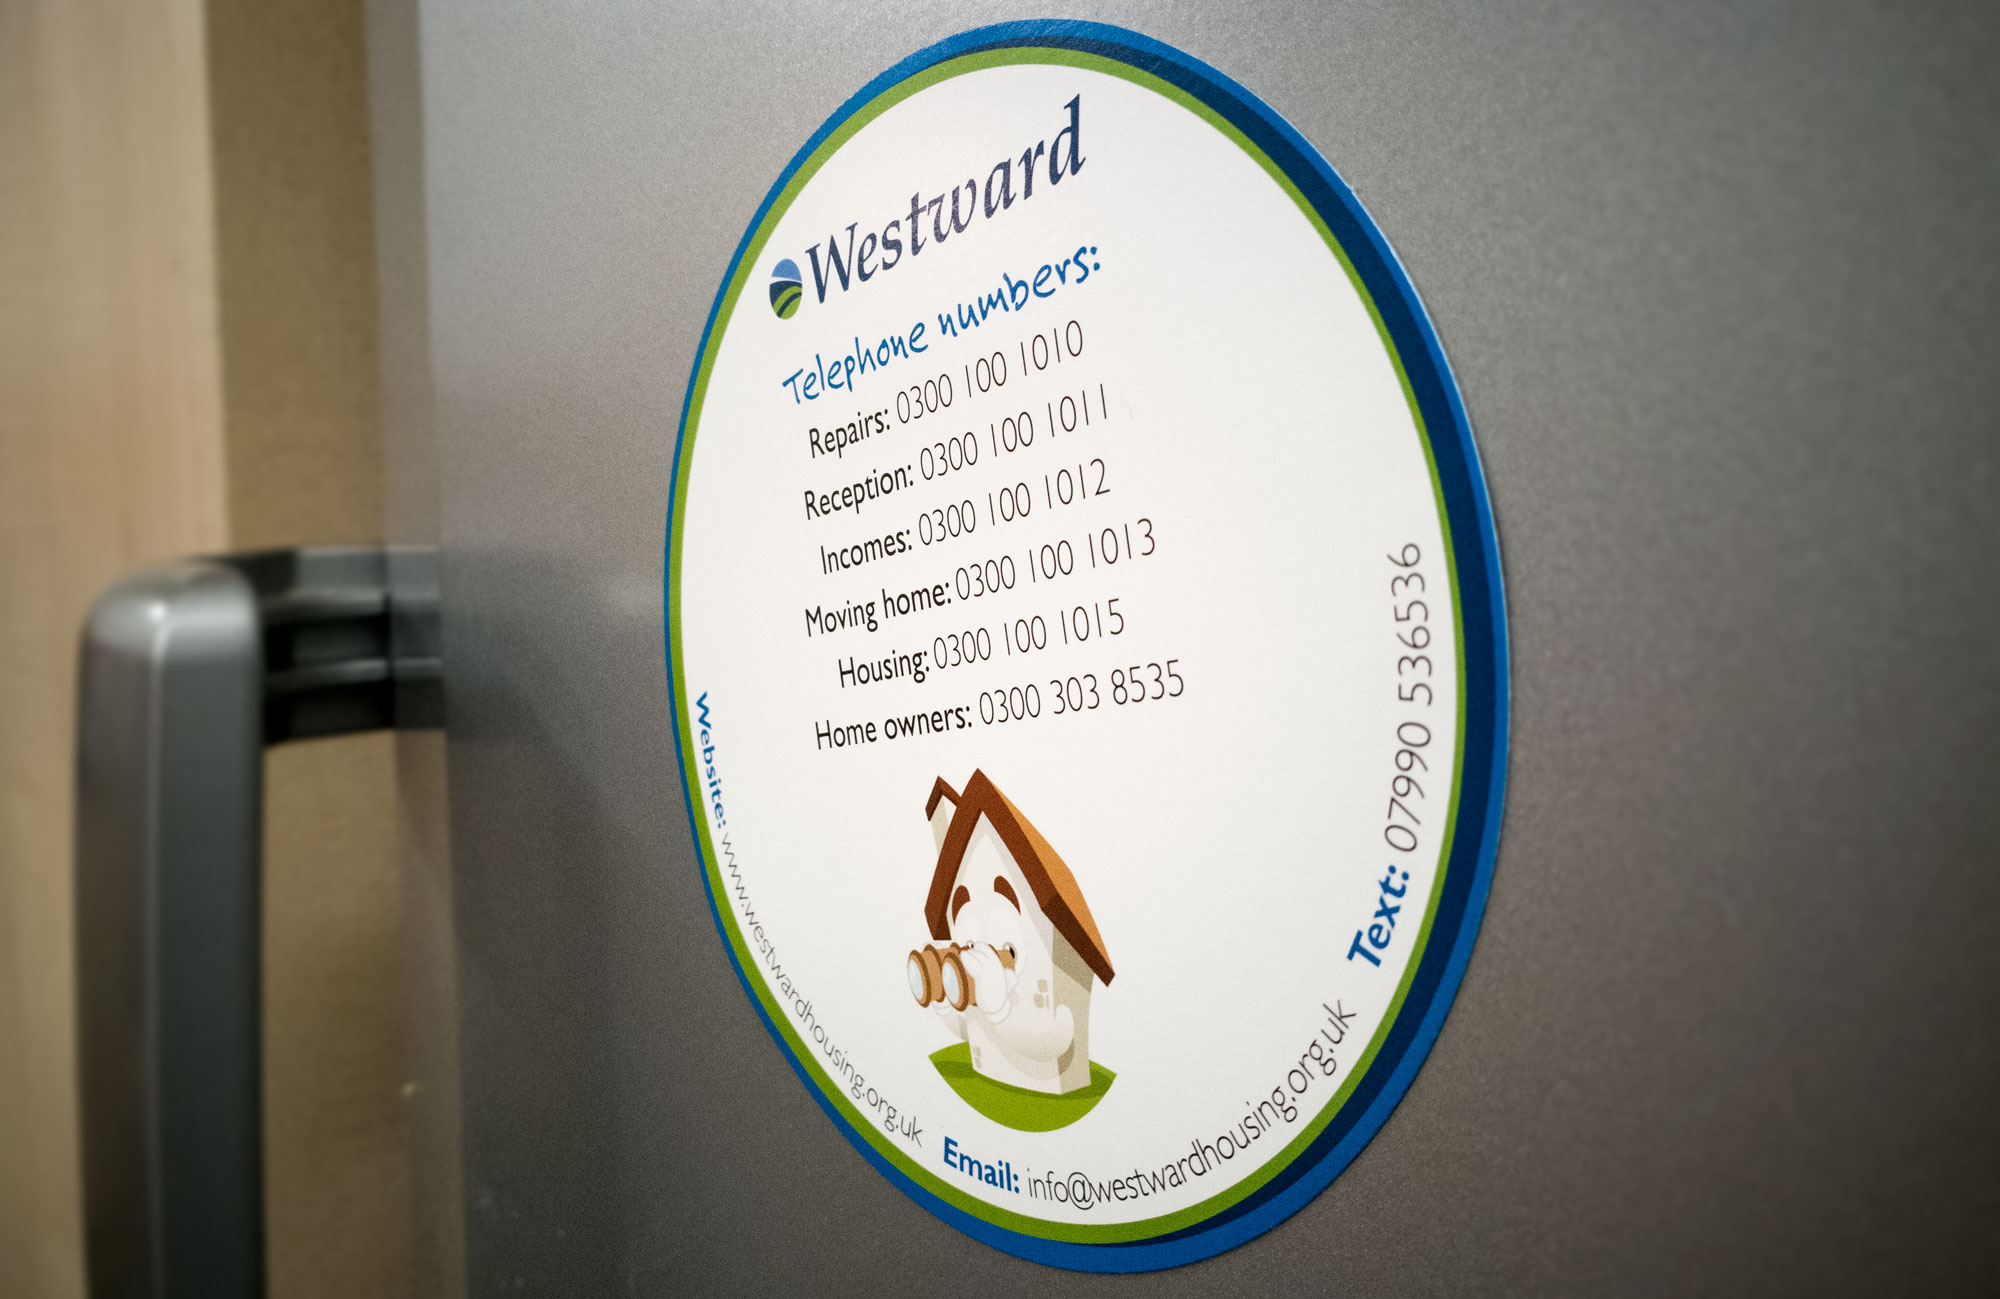 Westward
Telephone numbers:
Repairs: 0300 100 1010
Reception: 0300 100 1011
Incomes: 0300 100 1012
Moving home: 0300 100 1013
Housing: 0300 100 1015
Home owners: 0300 303 8535
Website: www.westwardhousing.org.uk
Email: info@westwardhousing.org.uk
Text: 07990 536536